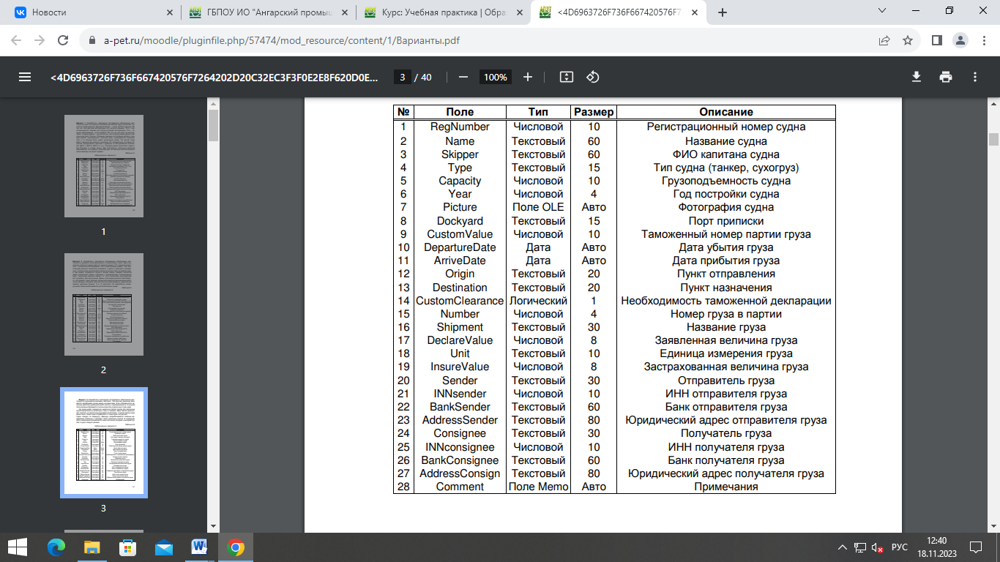 Новости
ГБПОУ ИО "Ангарский промыш
Курс: Учебная практика | Обра
<4D6963726F736F667420576F7
a-pet.ru/moodle/pluginfile.php/57474/mod_resource/content/1/Варианты.pdf
<4D6963726F736F667420576F7264202D20C32EC3F3F0E2E8F620D0E... 3 / 40 100%
1
2
3
№ Поле Тип Размер Описание
1 RegNumber Числовой 10 Регистрационный номер судна
2 Name Текстовый 60 Название судна
3 Skipper Текстовый 60 ФИО капитана судна
4 Type Текстовый 15 Тип судна (танкер, сухогруз)
5 Capacity Числовой 10 Грузоподъемность судна
6 Year Числовой 4 Год постройки судна
7 Picture Поле OLE Авто Фотография судна
8 Dockyard Текстовый 15 Порт приписки
9 CustomValue Числовой 10 Таможенный номер партии груза
10 DepartureDate Дата Авто Дата убытия груза
11 ArriveDate Дата Авто Дата прибытия груза
12 Origin Текстовый 20 Пункт отправления
13 Destination Текстовый 20 Пункт назначения
14 CustomClearance Логический 1 Необходимость таможенной декларации
15 Number Числовой 4 Номер груза в партии
16 Shipment Текстовый 30 Название груза
17 DeclareValue Числовой 8 Заявленная величина груза
18 Unit Текстовый 10 Единица измерения груза
19 InsureValue Числовой 8 Застрахованная величина груза
20 Sender Текстовый 30 Отправитель груза
21 INNsender Числовой 10 ИНН отправителя груза
22 BankSender Текстовый 60 Банк отправителя груза
23 AddressSender Текстовый 80 Юридический адрес отправителя груза
24 Consignee Текстовый 30 Получатель груза
25 INNconsignee Числовой 10 ИНН получателя груза
26 BankConsignee Текстовый 60 Банк получателя груза
27 AddressConsign Текстовый 80 Юридический адрес получателя груза
28 Comment Поле Memo Авто Примечания
РУС
12:40
18.11.2023